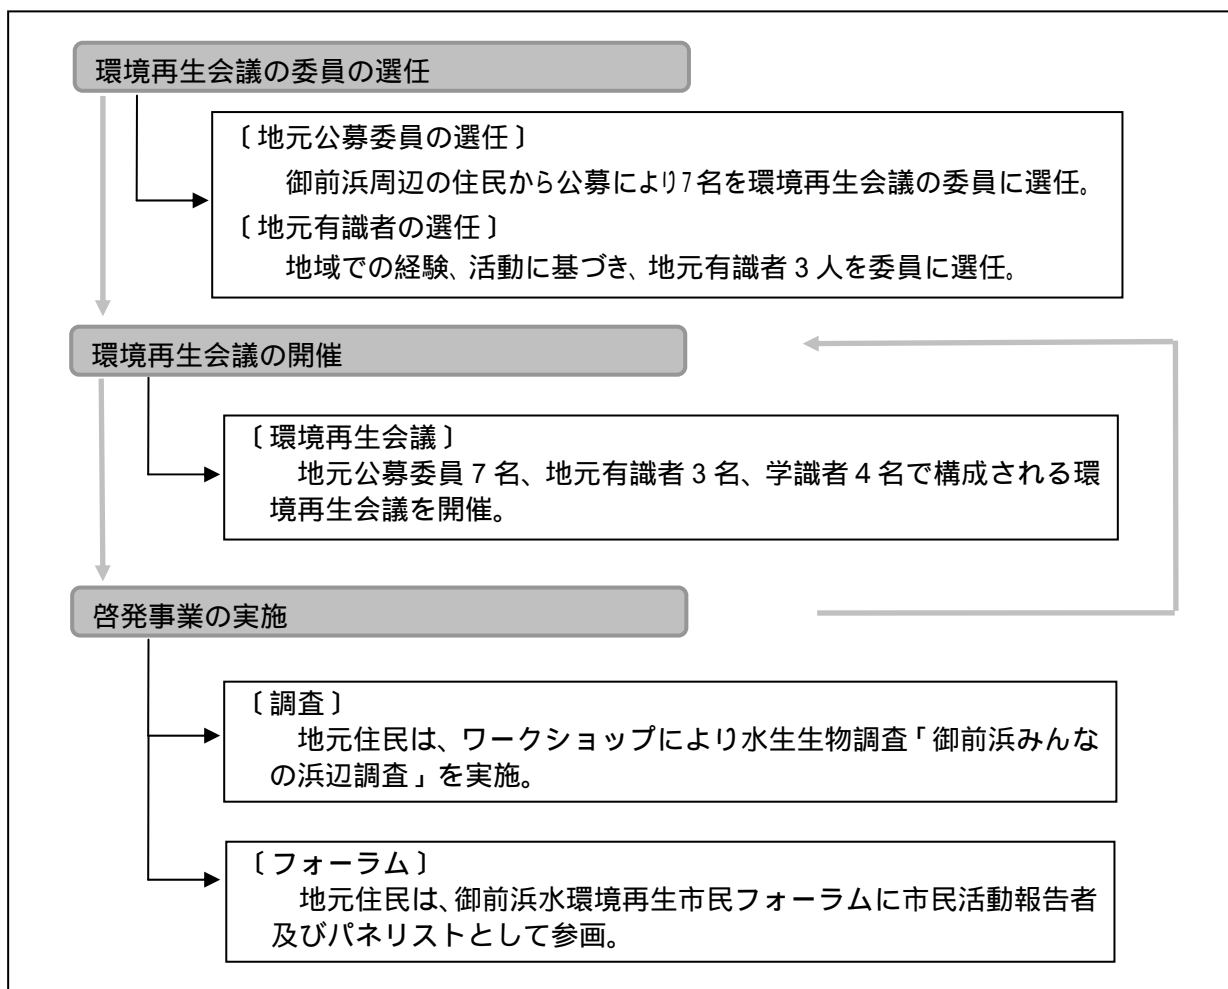 環境再生会議の委員の選任
〔地元公募委員の選任〕
御前浜周辺の住民から公募により7名を環境再生会議の委員に選任。
〔地元有識者の選任〕
地域での経験、活動に基づき、地元有識者3人を委員に選任。
環境再生会議の開催
〔環境再生会議〕
地元公募委員7名、地元有識者3名、学識者4名で構成される環
境再生会議を開催。
啓発事業の実施
〔調査〕
地元住民は、ワークショップにより水生生物調査「御前浜みんな
の浜辺調査」を実施。
〔フォーラム〕
地元住民は、御前浜水環境再生市民フォーラムに市民活動報告者
及びパネリストとして参画。